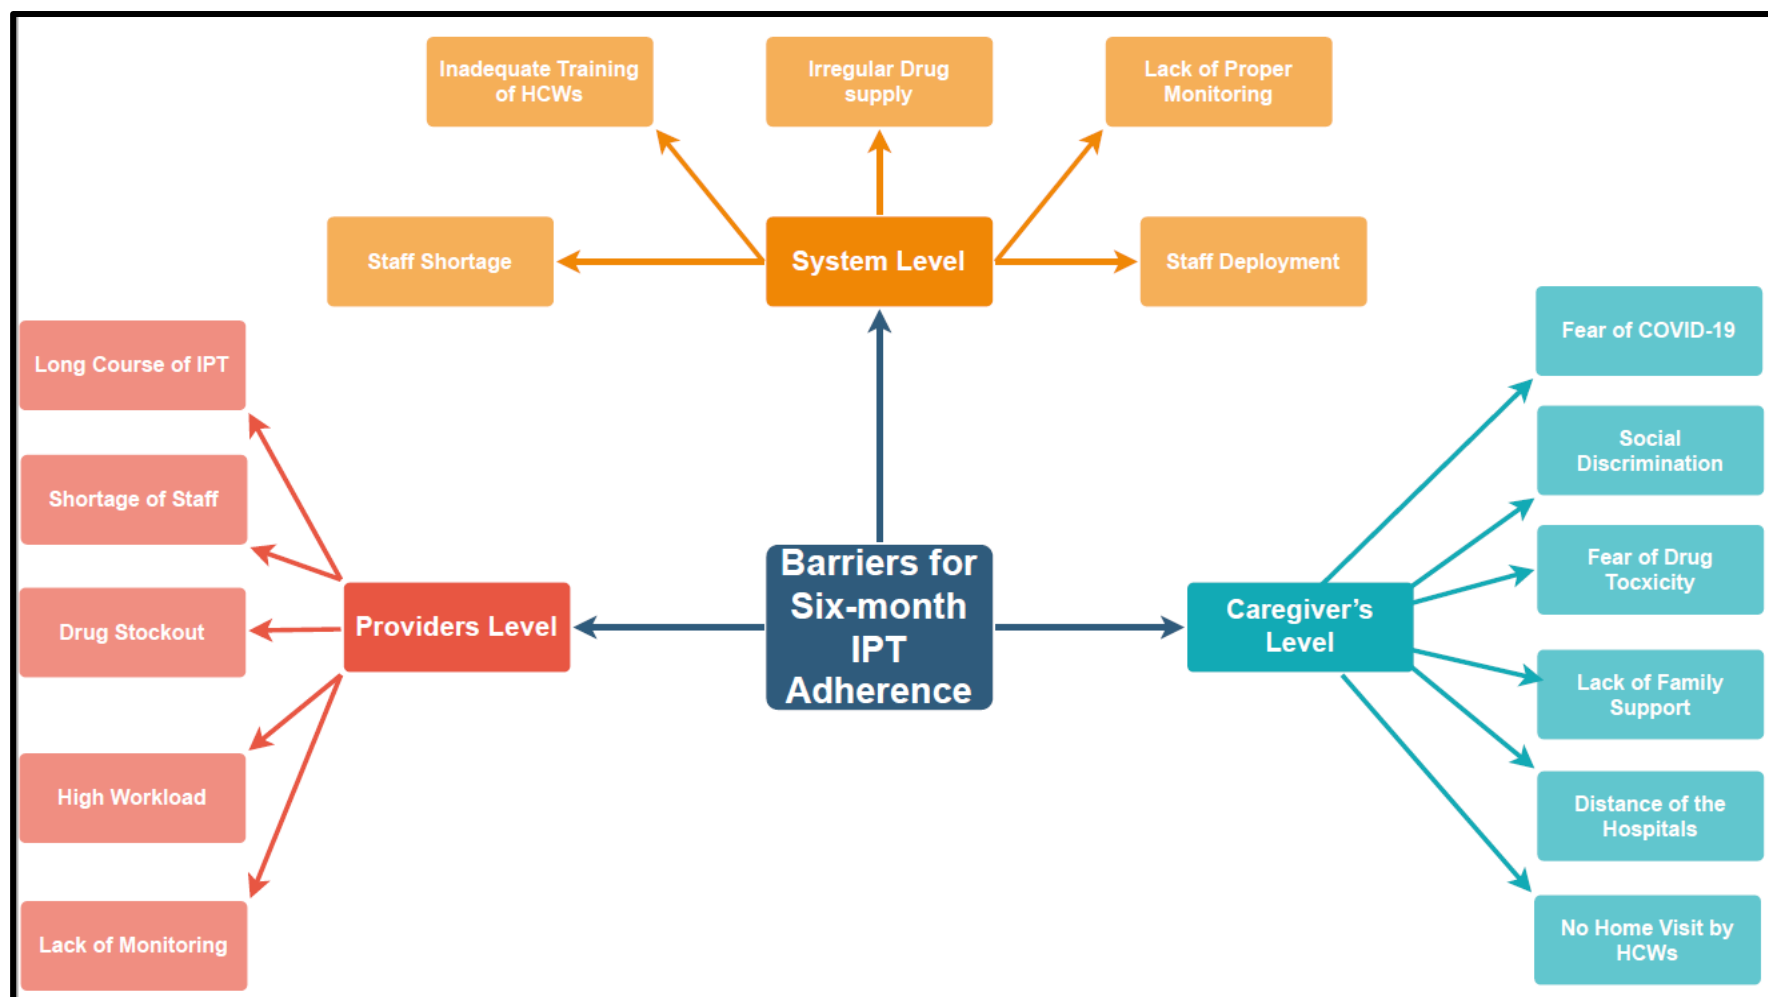 Inadequate Training
of HCWs
Irregular Drug
supply
Lack of Proper
Monitoring
Staff Shortage
System Level
Staff Deployment
Long Course of IPT
Shortage of Staff
Drug Stockout
High Workload
Lack of Monitoring
Providers Level
Barriers for
Six-month
IPT
Adherence
Caregiver’s
Level
Fear of COVID-19
Social
Discrimination
Fear of Drug
Tocxicity
Lack of Family
Support
Distance of the
Hospitals
No Home Visit by
HCWs